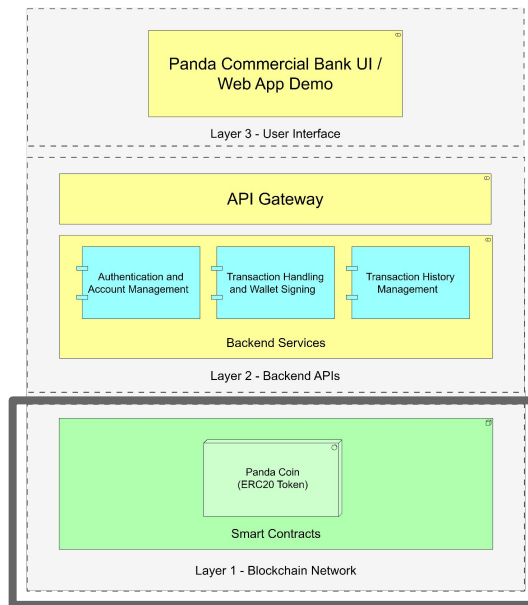 Panda Commercial Bank UI /
Web App Demo
Layer 3 - User Interface
API Gateway
Authentication and
Account Management
Transaction Handling
and Wallet Signing
Transaction History
Management
Backend Services
Layer 2 - Backend APIs
Panda Coin
(ERC20 Token)
Smart Contracts
Layer 1 - Blockchain Network